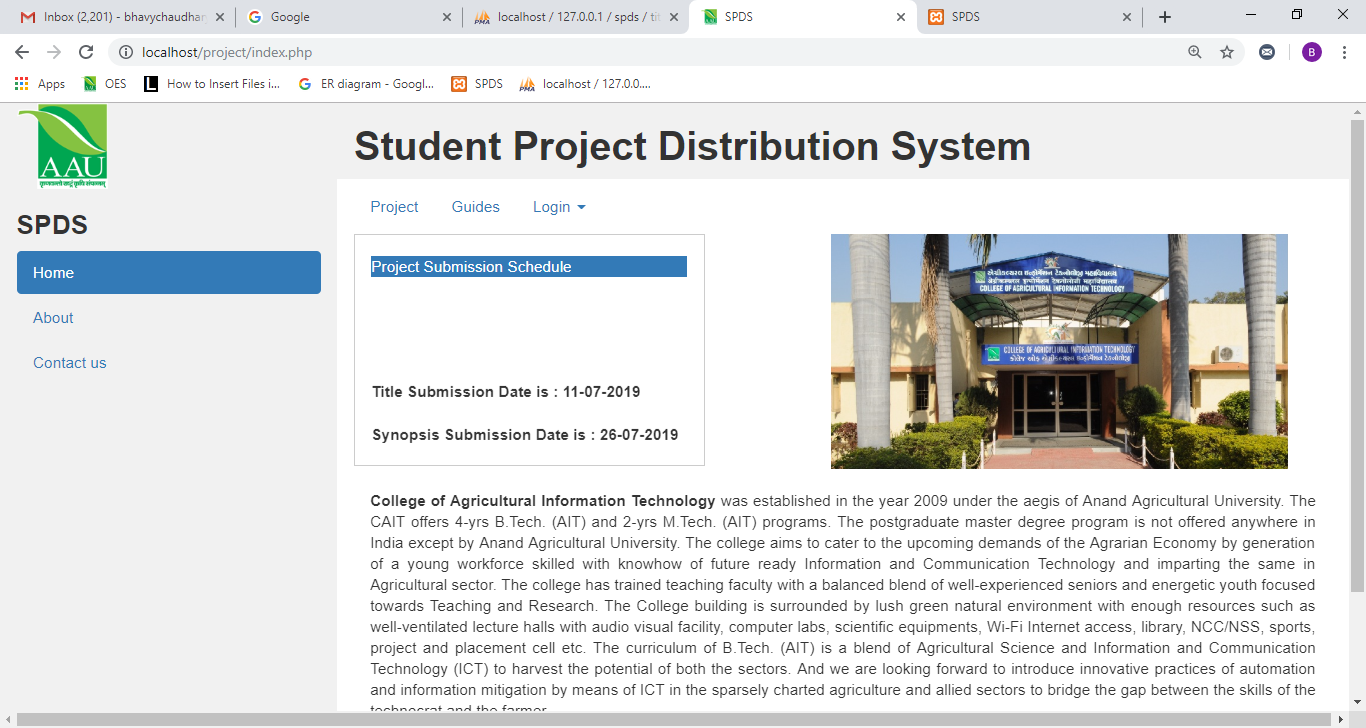 Inbox (2,201) - bhavychaudhar
Google
localhost / 127.0.0.1 / spds / tit
SPDS
SPDS
localhost/project/index.php
B
Apps
OES
How to Insert Files i...
ER diagram - Googl...
SPDS
localhost / 127.0.0....
AAU
Student Project Distribution System
SPDS
Home
About
Contact us
Project
Guides
Login
Project Submission Schedule
Title Submission Date is : 11-07-2019
Synopsis Submission Date is : 26-07-2019
COLLEGE OF AGRICULTURAL INFORMATION TECHNOLOGY
COLLEGE OF AGRICULTURAL INFORMATION TECHNOLOGY
College of Agricultural Information Technology was established in the year 2009 under the aegis of Anand Agricultural University. The
CAIT offers 4-yrs B.Tech. (AIT) and 2-yrs M.Tech. (AIT) programs. The postgraduate master degree program is not offered anywhere in
India except by Anand Agricultural University. The college aims to cater to the upcoming demands of the Agrarian Economy by generation
of a young workforce skilled with knowhow of future ready Information and Communication Technology and imparting the same in
Agricultural sector. The college has trained teaching faculty with a balanced blend of well-experienced seniors and energetic youth focused
towards Teaching and Research. The College building is surrounded by lush green natural environment with enough resources such as
well-ventilated lecture halls with audio visual facility, computer labs, scientific equipments, Wi-Fi Internet access, library, NCC/NSS, sports,
project and placement cell etc. The curriculum of B.Tech. (AIT) is a blend of Agricultural Science and Information and Communication
Technology (ICT) to harvest the potential of both the sectors. And we are looking forward to introduce innovative practices of automation
and information mitigation by means of ICT in the sparsely charted agriculture and allied sectors to bridge the gap between the skills of the
technocrat and the farmer.